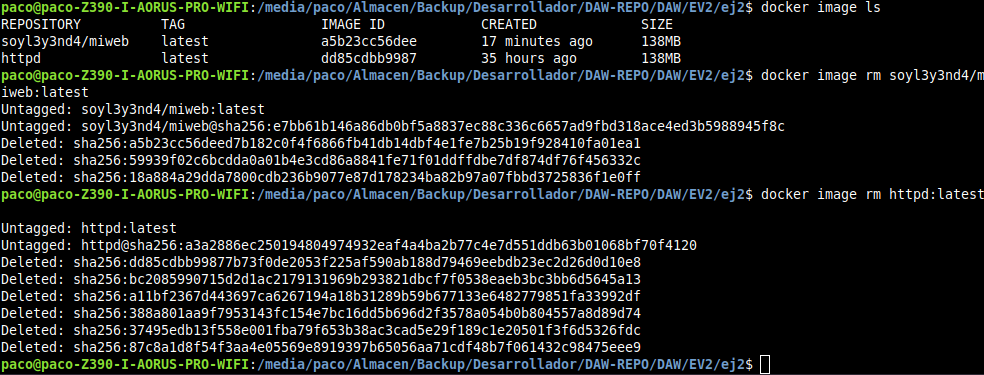 paco@paco-Z390-I-AORUS-PRO-WIFI:/media/paco/Almacen/Backup/Desarrollador/DAW-REPO/DAW/EV2/ej2$ docker image ls
REPOSITORY          TAG                 IMAGE ID            CREATED             SIZE
soyl3y3nd4/miweb    latest              a5b23cc56dee        17 minutes ago      138MB
httpd               latest              dd85cdbb9987        35 hours ago        138MB
paco@paco-Z390-I-AORUS-PRO-WIFI:/media/paco/Almacen/Backup/Desarrollador/DAW-REPO/DAW/EV2/ej2$ docker image rm soyl3y3nd4/m
iweb:latest
Untagged: soyl3y3nd4/miweb:latest
Untagged: soyl3y3nd4/miweb@sha256:e7bb61b146a86db0bf5a8837ec88c336c6657ad9fbd318ace4ed3b5988945f8c
Deleted: sha256:a5b23cc56deed7b182c0f4f6866fb41db14dbf4e1fe7b25b19f928410fa01ea1
Deleted: sha256:59939f02c6bcdda0a01b4e3cd86a8841fe71f01ddffdbe7df874df76f456332c
Deleted: sha256:18a884a29dda7800cdb236b9077e87d178234ba82b97a07fbbd3725836f1e0ff
paco@paco-Z390-I-AORUS-PRO-WIFI:/media/paco/Almacen/Backup/Desarrollador/DAW-REPO/DAW/EV2/ej2$ docker image rm httpd:latest
Untagged: httpd:latest
Untagged: httpd@sha256:a3a2886ec250194804974932eaf4a4ba2b77c4e7d551ddb63b01068bf70f4120
Deleted: sha256:dd85cdbb99877b73f0de2053f225af590ab188d79469eebdb23ec2d26d0d10e8
Deleted: sha256:bc2085990715d2d1ac2179131969b293821dbcf7f0538eaeb3bc3bb6d5645a13
Deleted: sha256:a11bf2367d443697ca6267194a18b31289b59b677133e6482779851fa33992df
Deleted: sha256:388a801aa9f7953143fc154e7bc16dd5b696d2f3578a054b0b804557a8d89d74
Deleted: sha256:37495edb13f558e001fba79f653b38ac3cad5e29f189c1e20501f3f6d5326fdc
Deleted: sha256:87c8a1d8f54f3aa4e05569e8919397b65056aa71cdf48b7f061432c98475eee9
paco@paco-Z390-I-AORUS-PRO-WIFI:/media/paco/Almacen/Backup/Desarrollador/DAW-REPO/DAW/EV2/ej2$